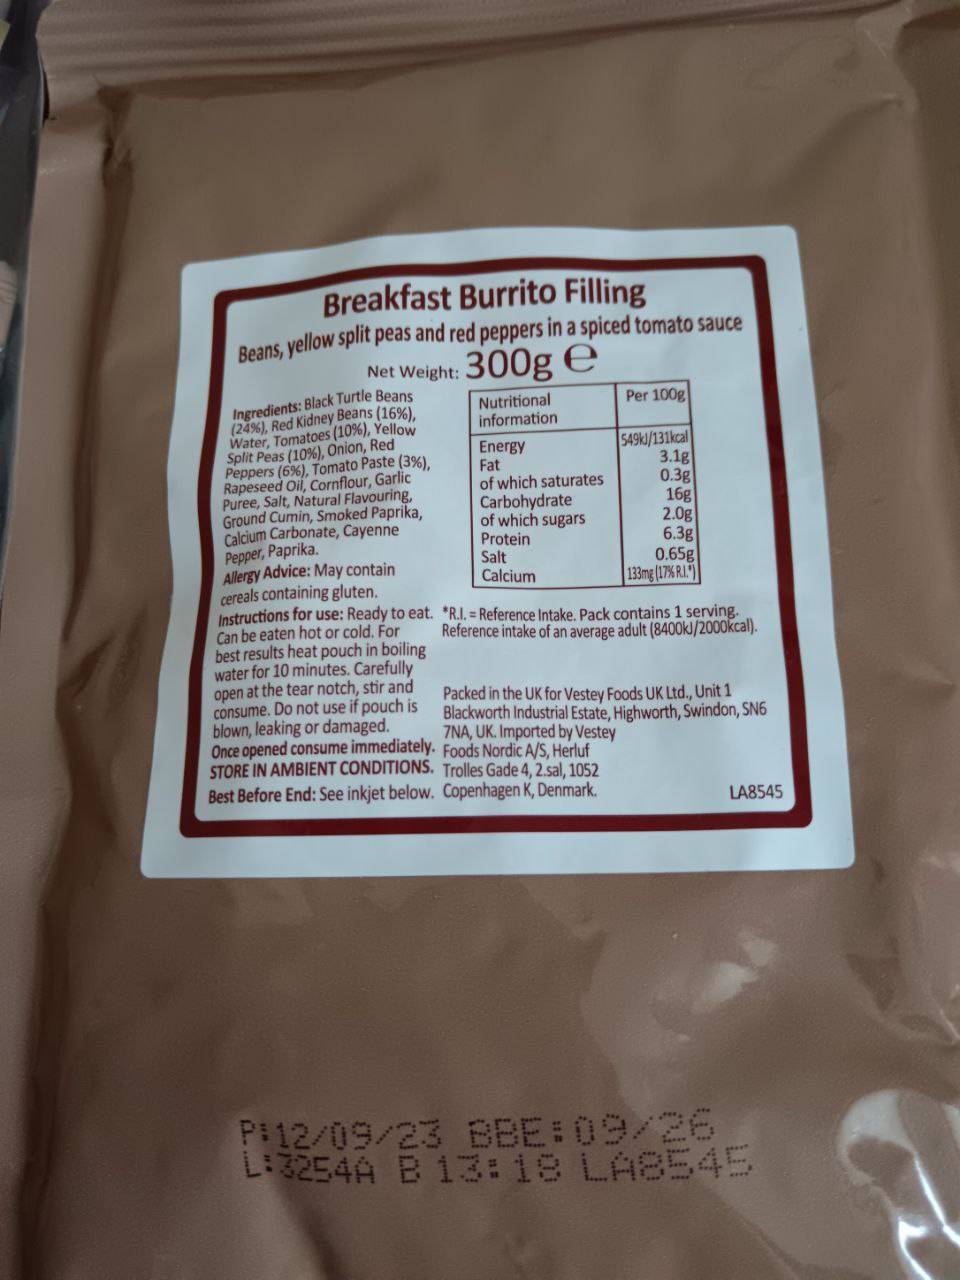 Breakfast Burrito Filling
Beans, yellow split peas and red peppers in a spiced tomato sauce
Net Weight: 300g ℮
Ingredients: Black Turtle Beans
(24%), Red Kidney Beans (16%),
Water, Tomatoes (10%), Yellow
Split Peas (10%), Onion, Red
Peppers (6%), Tomato Paste (3%),
Rapeseed Oil, Cornflour, Garlic
Puree, Salt, Natural Flavouring,
Ground Cumin, Smoked Paprika,
Calcium Carbonate, Cayenne
Pepper, Paprika.
Allergy Advice: May contain
cereals containing gluten.
Instructions for use: Ready to eat.
Can be eaten hot or cold. For
best results heat pouch in boiling
water for 10 minutes. Carefully
open at the tear notch, stir and
consume. Do not use if pouch is
blown, leaking or damaged.
Once opened consume immediately.
STORE IN AMBIENT CONDITIONS.
Best Before End: See inkjet below.
Nutritional information Per 100g
Energy 549kJ/131kcal
Fat 3.1g
of which saturates 0.3g
Carbohydrate 16g
of which sugars 2.0g
Protein 6.3g
Salt 0.65g
Calcium 133mg (17% R.I.*)
*R.I. = Reference Intake. Pack contains 1 serving.
Reference intake of an average adult (8400kJ/2000kcal).
Packed in the UK for Vestey Foods UK Ltd., Unit 1
Blackworth Industrial Estate, Highworth, Swindon, SN6
7NA, UK. Imported by Vestey
Foods Nordic A/S, Herluf
Trolles Gade 4, 2.sal, 1052
Copenhagen K, Denmark.
LA8545
P:12/09/23 BBE:09/26
L:3254A B 13:18 LA8545